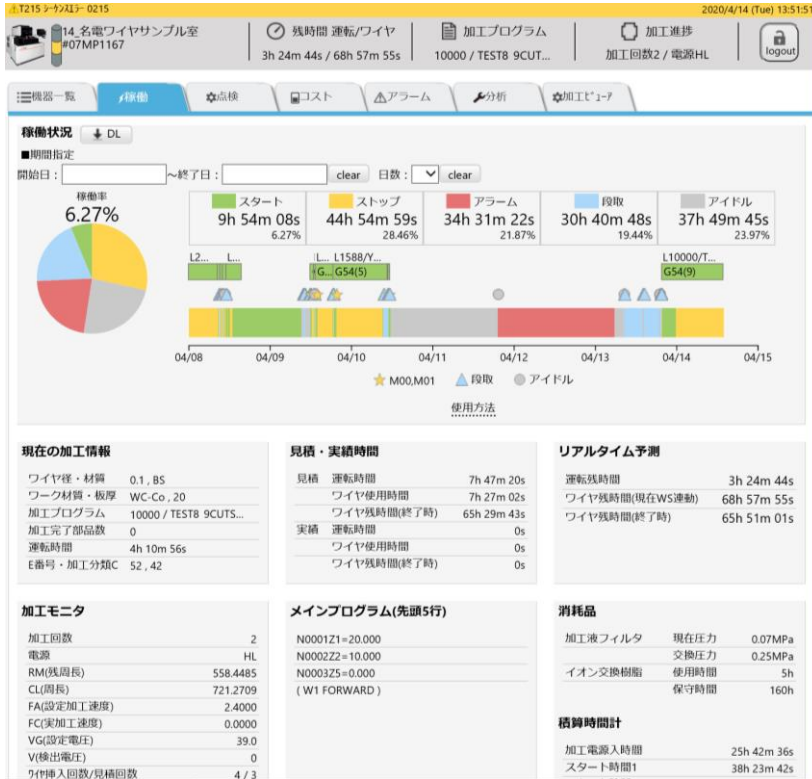 ⚠T215 ｼｰｹﾝｽｴﾗｰ 0215 2020/4/14 (Tue) 13:51:51
14_名電ワイヤサンプル室
#07MP1167
残時間 運転/ワイヤ
3h 24m 44s / 68h 57m 55s
加工プログラム
10000 / TEST8 9CUT...
加工進捗
加工回数2 / 電源HL
logout
機器一覧 稼働 点検 コスト アラーム 分析 加工ﾋﾞｭｰｱ
稼働状況 DL
■期間指定
開始日： ～終了日： clear 日数： clear
稼働率
6.27%
スタート ストップ アラーム 段取 アイドル
9h 54m 08s 44h 54m 59s 34h 31m 22s 30h 40m 48s 37h 49m 45s
6.27% 28.46% 21.87% 19.44% 23.97%
L2... L... L... L1588/Y... L10000/T...
G... G54(5) G54(9)
04/08 04/09 04/10 04/11 04/12 04/13 04/14 04/15
M00,M01 段取 アイドル
使用方法
現在の加工情報
ワイヤ径・材質 0.1 , BS
ワーク材質・板厚 WC-Co , 20
加工プログラム 10000 / TEST8 9CUTS...
加工完了部品数 0
運転時間 4h 10m 56s
E番号・加工分類C 52 , 42
見積・実績時間
見積 運転時間 7h 47m 20s
ワイヤ使用時間 7h 27m 02s
ワイヤ残時間(終了時) 65h 29m 43s
実績 運転時間 0s
ワイヤ使用時間 0s
ワイヤ残時間(終了時) 0s
リアルタイム予測
運転残時間 3h 24m 44s
ワイヤ残時間(現在WS連動) 68h 57m 55s
ワイヤ残時間(終了時) 65h 51m 01s
加工モニタ
加工回数 2
電源 HL
RM(残周長) 558.4485
CL(周長) 721.2709
FA(設定加工速度) 2.4000
FC(実加工速度) 0.0000
VG(設定電圧) 39.0
V(検出電圧) 0
ﾜｲﾔ挿入回数/見積回数 4 / 3
メインプログラム(先頭5行)
N0001Z1=20.000
N0002Z2=10.000
N0003Z5=0.000
( W1 FORWARD )
消耗品
加工液フィルタ 現在圧力 0.07MPa
交換圧力 0.25MPa
イオン交換樹脂 使用時間 5h
保守時間 160h
積算時間計
加工電源入時間 25h 42m 36s
スタート時間1 38h 23m 42s